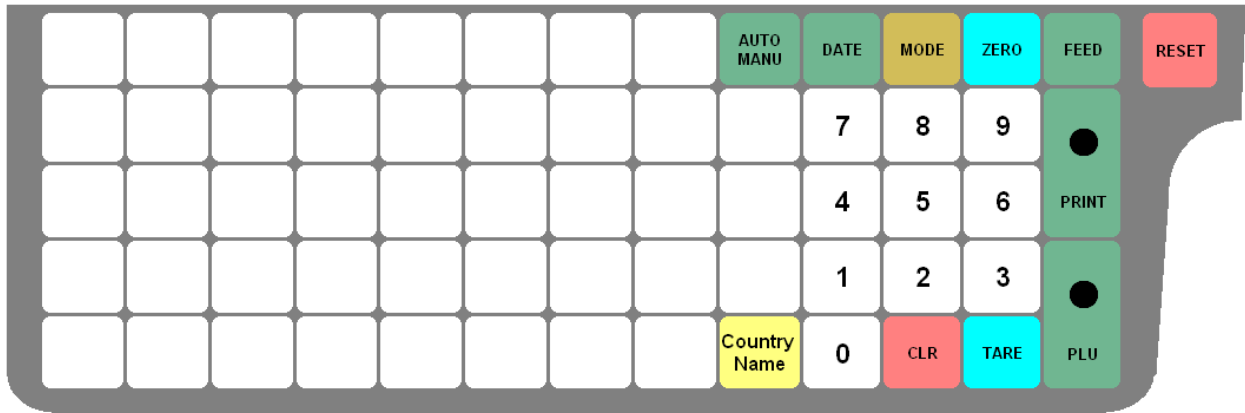 AUTO
MANU
DATE
MODE
ZERO
FEED
RESET
7
8
9
4
5
6
PRINT
1
2
3
Country
Name
0
CLR
TARE
PLU